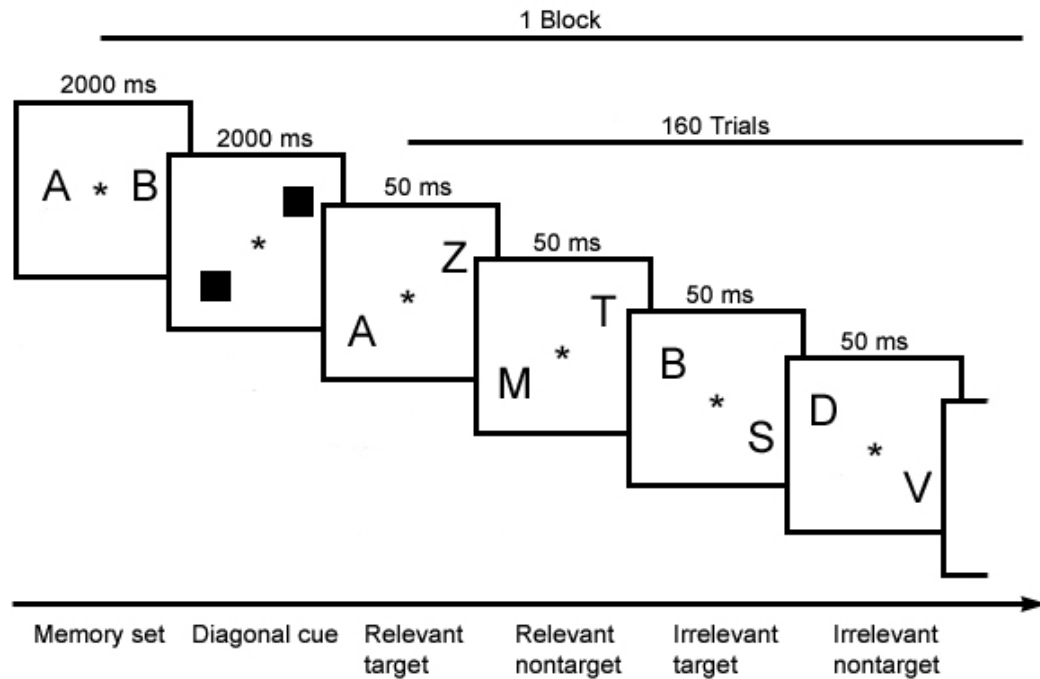 1 Block
2000 ms
160 Trials
2000 ms
50 ms
50 ms
50 ms
50 ms
A * B
*
Z
*
A
T
*
M
B
*
S
D
*
V
Memory set
Diagonal cue
Relevant target
Relevant nontarget
Irrelevant target
Irrelevant nontarget